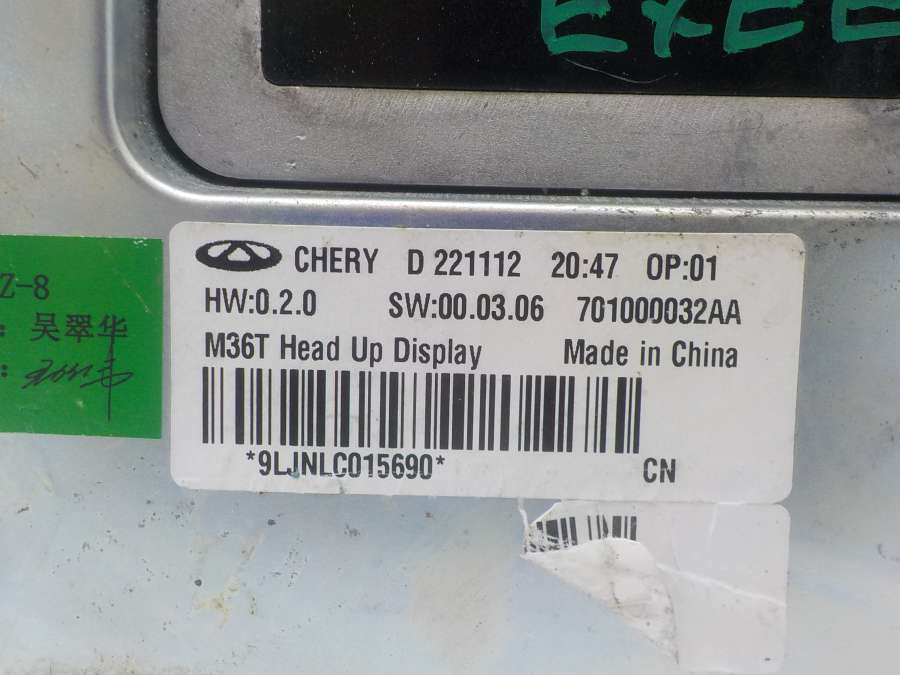 EXEE
CHERY D 221112 20:47 OP:01
HW:0.2.0 SW:00.03.06 701000032AA
M36T Head Up Display Made in China
*9LJNLC015690* CN
Z-8
: 吴翠华
: